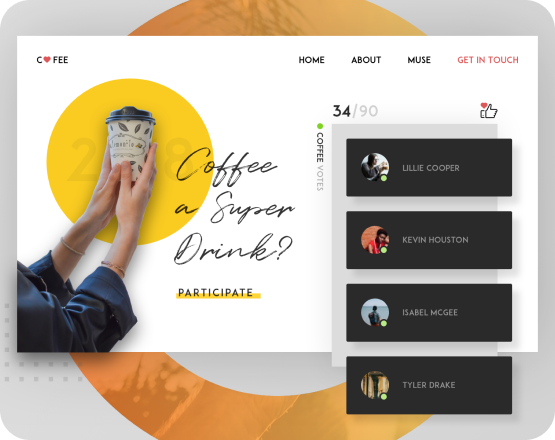 C FEE
HOME
ABOUT
MUSE
GET IN TOUCH
34/90
COFFEE VOTES
Coffee
a Super
Drink?
PARTICIPATE
LILLIE COOPER
KEVIN HOUSTON
ISABEL MCGEE
TYLER DRAKE